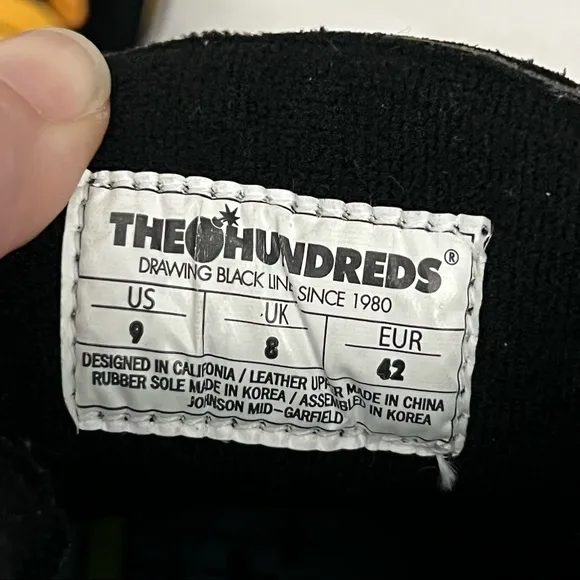 THE HUNDREDS®
DRAWING BLACK LINE SINCE 1980
US UK EUR
9 8 42
DESIGNED IN CALIFONIA / LEATHER UPPER MADE IN CHINA
RUBBER SOLE MADE IN KOREA / ASSEMBLED IN KOREA
JOHNSON MID-GARFIELD